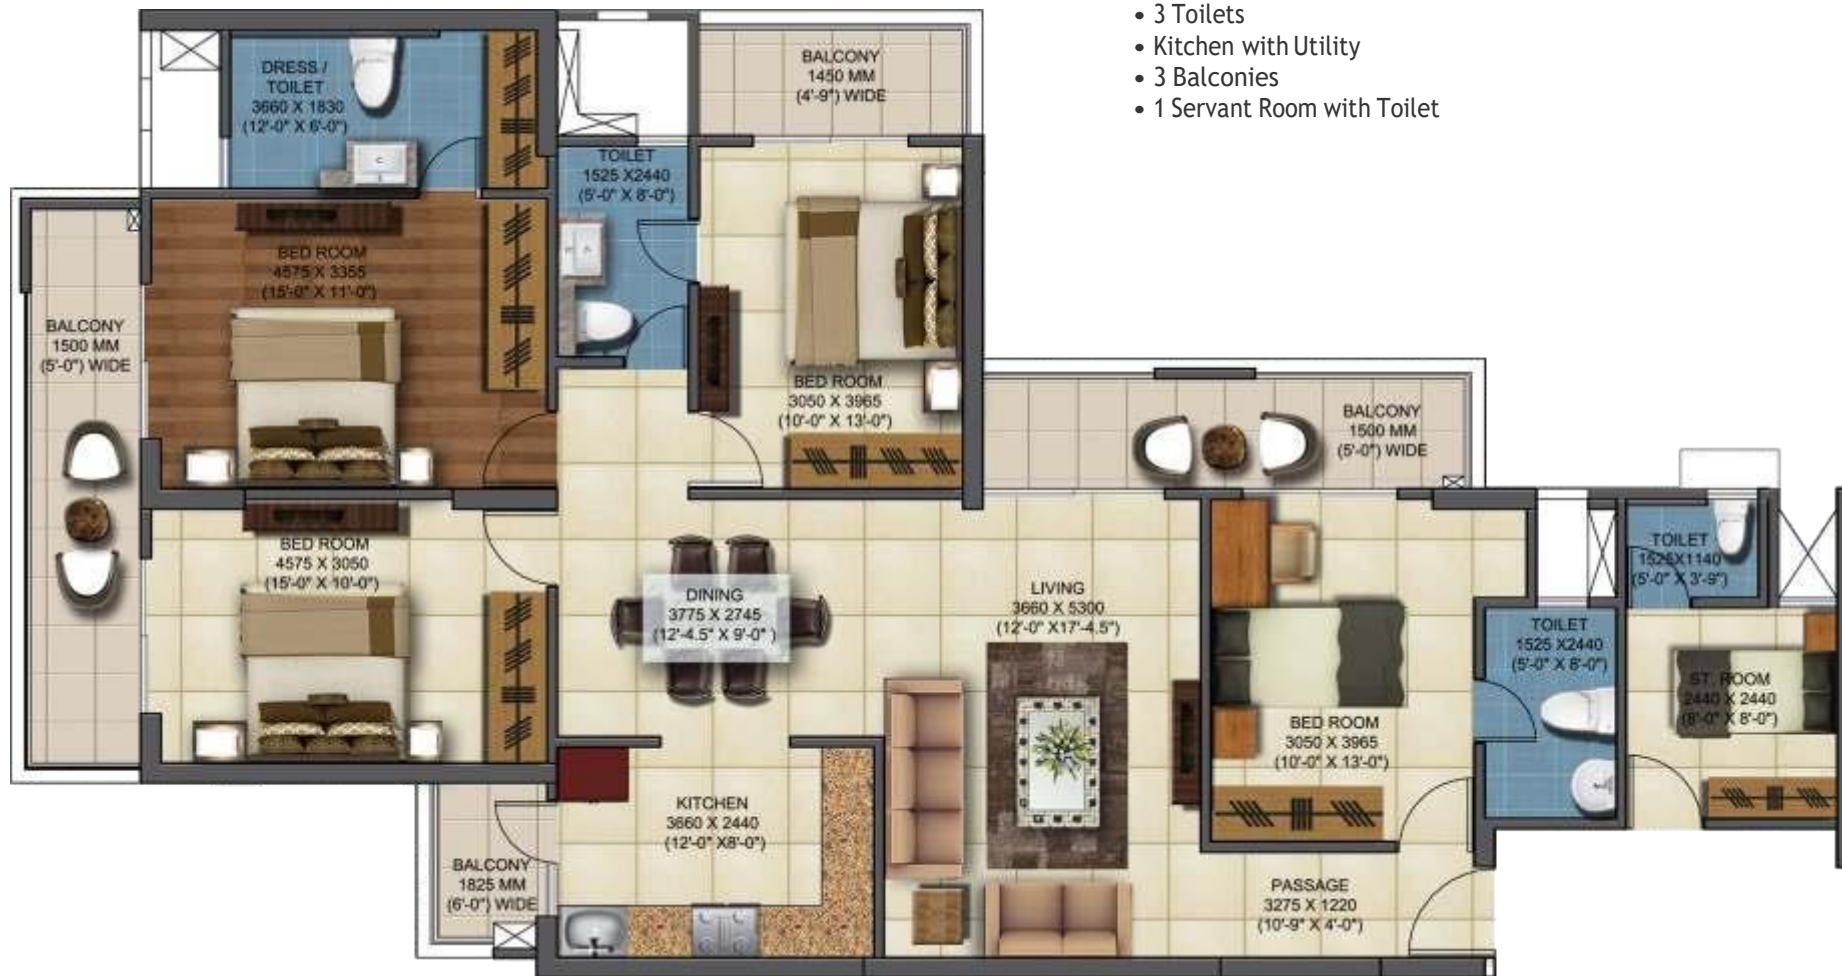 • 3 Toilets
• Kitchen with Utility
• 3 Balconies
• 1 Servant Room with Toilet
DRESS /
TOILET
3660 X 1830
(12'-0" X 6'-0")
BALCONY
1450 MM
(4'-9") WIDE
TOILET
1525 X2440
(5'-0" X 8'-0")
BED ROOM
4575 X 3355
(15'-0" X 11'-0")
BALCONY
1500 MM
(5'-0") WIDE
BED ROOM
3050 X 3965
(10'-0" X 13'-0")
BALCONY
1500 MM
(5'-0") WIDE
BED ROOM
4575 X 3050
(15'-0" X 10'-0")
DINING
3775 X 2745
(12'-4.5" X 9'-0" )
LIVING
3660 X 5300
(12'-0" X17'-4.5")
TOILET
1525X1140
(5'-0" X 3'-9")
TOILET
1525 X2440
(5'-0" X 8'-0")
ST. ROOM
2440 X 2440
(8'-0" X 8'-0")
BED ROOM
3050 X 3965
(10'-0" X 13'-0")
KITCHEN
3660 X 2440
(12'-0" X8'-0")
BALCONY
1825 MM
(6'-0") WIDE
PASSAGE
3275 X 1220
(10'-9" X 4'-0")